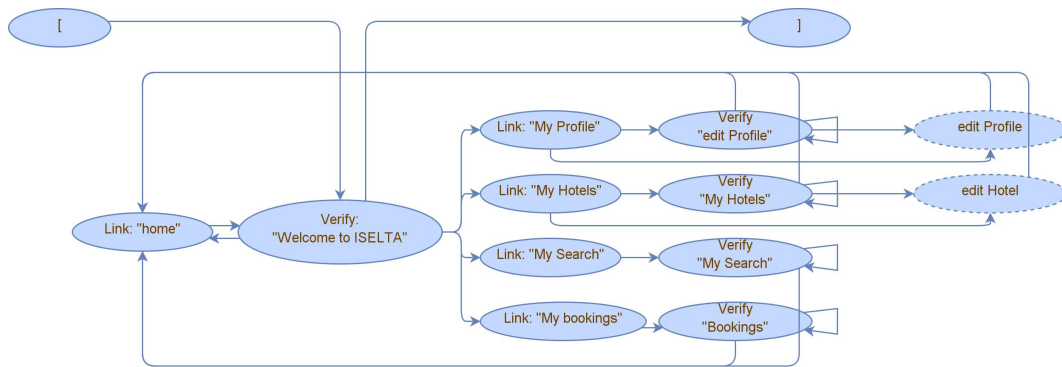 [
]
Link: "My Profile"
Verify
"edit Profile"
edit Profile
Link: "My Hotels"
Verify
"My Hotels"
edit Hotel
Link: "home"
Verify:
"Welcome to ISELTA"
Link: "My Search"
Verify
"My Search"
Link: "My bookings"
Verify
"Bookings"